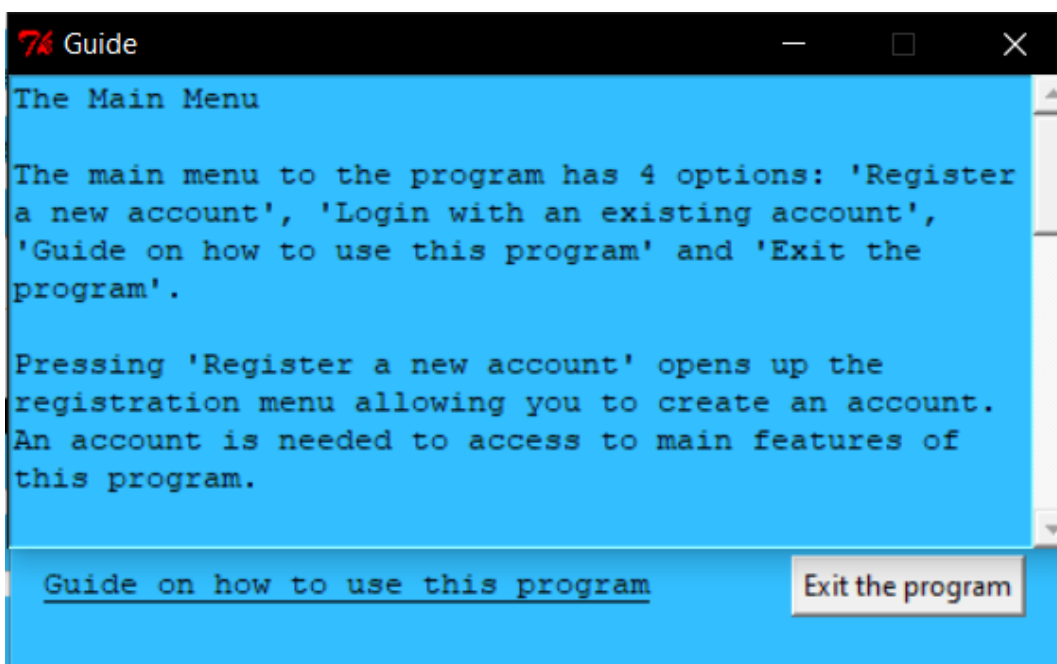 Guide
The Main Menu
The main menu to the program has 4 options: 'Register
a new account', 'Login with an existing account',
'Guide on how to use this program' and 'Exit the
program'.
Pressing 'Register a new account' opens up the
registration menu allowing you to create an account.
An account is needed to access to main features of
this program.
Guide on how to use this program
Exit the program